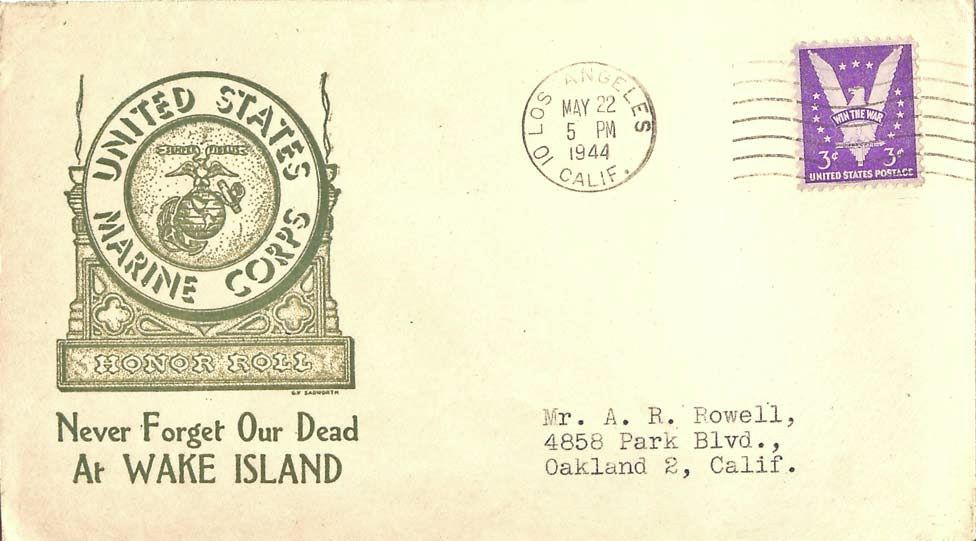 UNITED STATES
MARINE CORPS
SEMPER FIDELIS
HONOR ROLL
G.V SADWORTH
Never Forget Our Dead
At WAKE ISLAND
LOS ANGELES
MAY 22
5 PM
1944
10 CALIF.
WIN THE WAR
3¢ 3¢
UNITED STATES POSTAGE
Mr. A. R. Rowell,
4858 Park Blvd.,
Oakland 2, Calif.